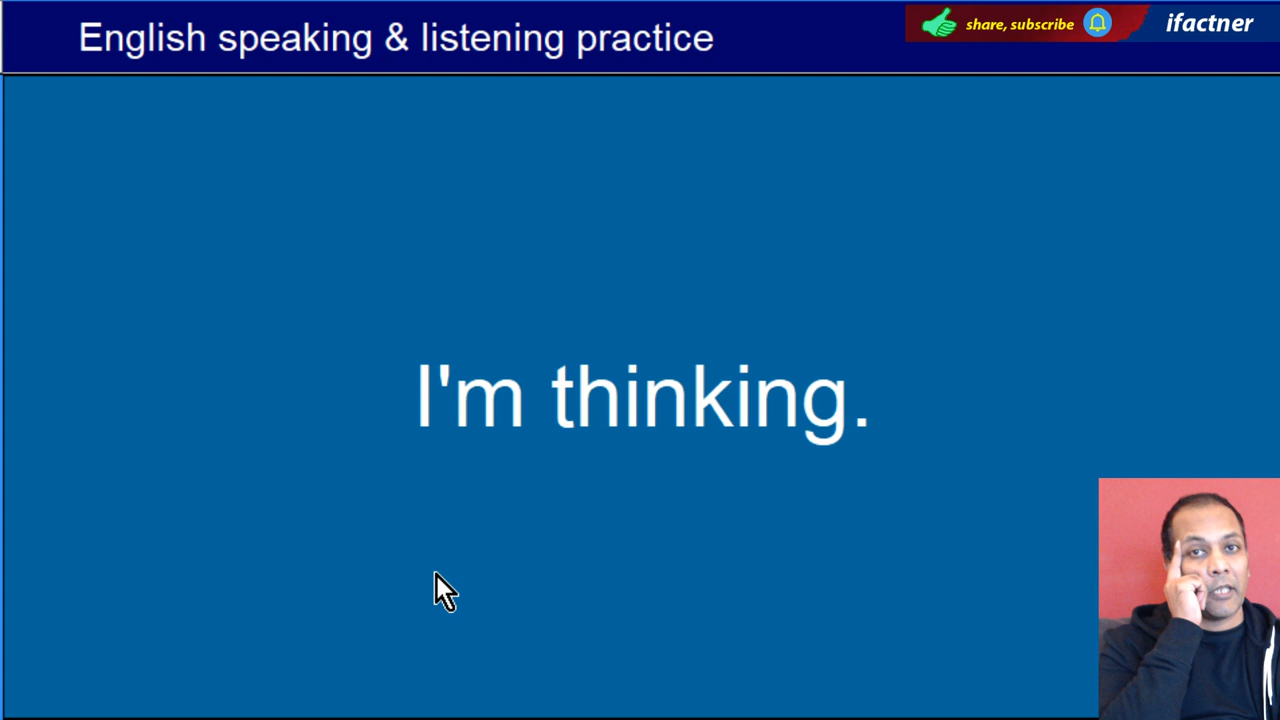 English speaking & listening practice
share, subscribe
ifactner
I'm thinking.